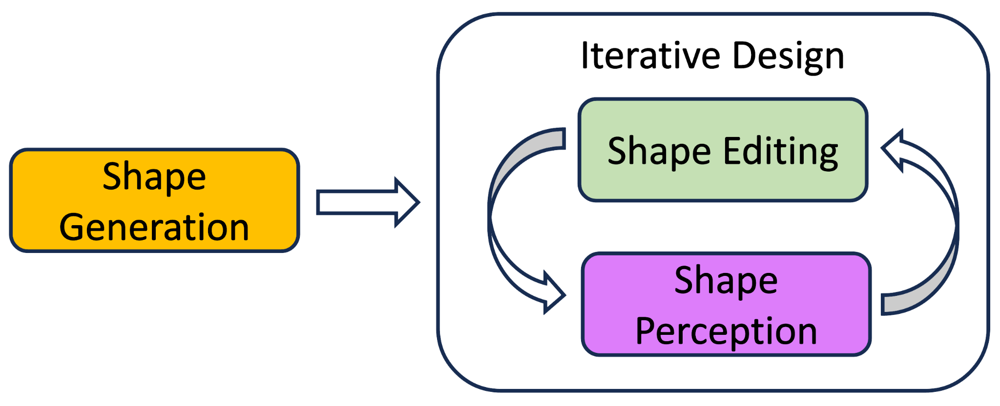 Shape
Generation
Iterative Design
Shape Editing
Shape
Perception